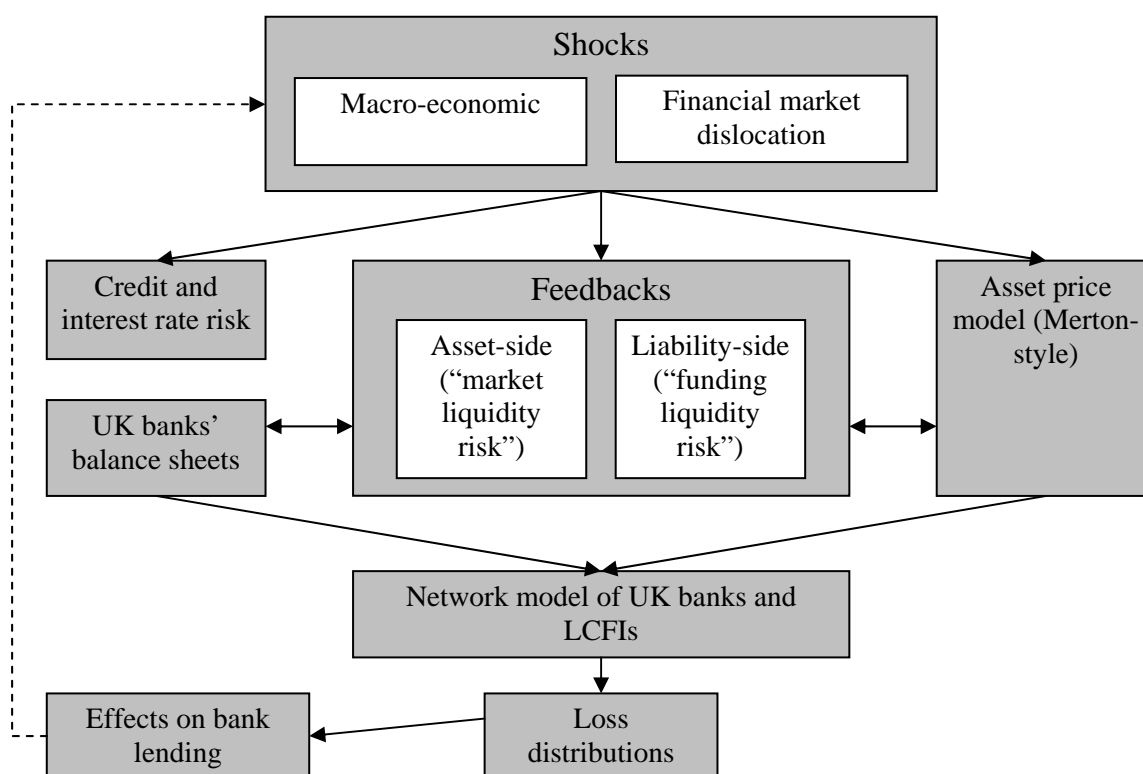 Shocks
Macro-economic
Financial market
dislocation
Credit and
interest rate risk
Feedbacks
Asset-side
(“market
liquidity
risk”)
Liability-side
(“funding
liquidity
risk”)
Asset price
model (Merton-
style)
UK banks’
balance sheets
Network model of UK banks and
LCFIs
Effects on bank
lending
Loss
distributions